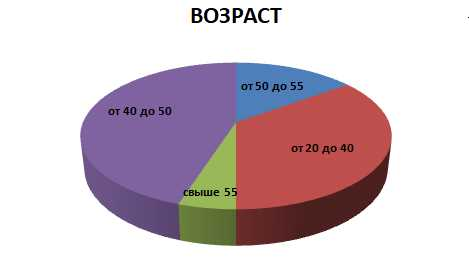 ВОЗРАСТ
от 50 до 55
от 40 до 50
от 20 до 40
свыше 55